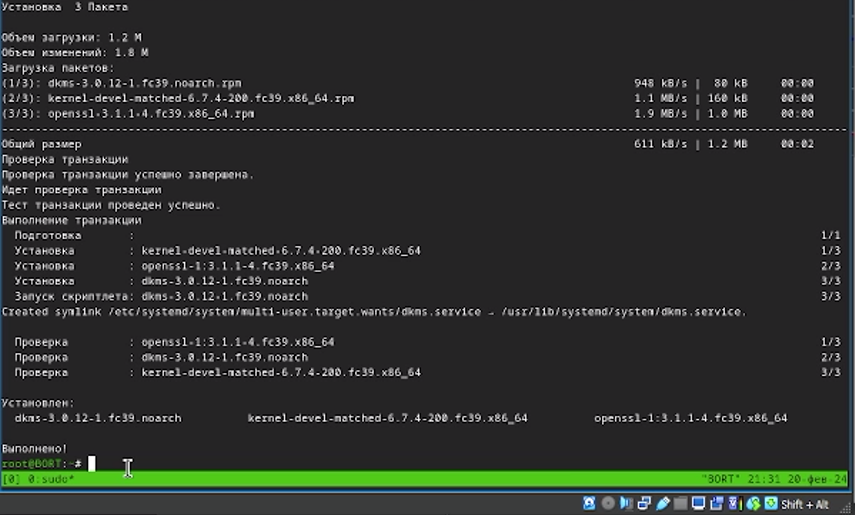 Установка 3 Пакета
Объем загрузки: 1.2 M
Объем изменений: 1.8 M
Загрузка пакетов:
(1/3): dkms-3.0.12-1.fc39.noarch.rpm 948 kB/s | 80 kB 00:00
(2/3): kernel-devel-matched-6.7.4-200.fc39.x86_64.rpm 1.1 MB/s | 160 kB 00:00
(3/3): openssl-3.1.1-4.fc39.x86_64.rpm 1.9 MB/s | 1.0 MB 00:00
--------------------------------------------------------------------------------
Общий размер 611 kB/s | 1.2 MB 00:02
Проверка транзакции
Проверка транзакции успешно завершена.
Идет проверка транзакции
Тест транзакции проведен успешно.
Выполнение транзакции
Подготовка : 1/1
Установка : kernel-devel-matched-6.7.4-200.fc39.x86_64 1/3
Установка : openssl-1:3.1.1-4.fc39.x86_64 2/3
Установка : dkms-3.0.12-1.fc39.noarch 3/3
Запуск скриптлета: dkms-3.0.12-1.fc39.noarch 3/3
Created symlink /etc/systemd/system/multi-user.target.wants/dkms.service → /usr/lib/systemd/system/dkms.service.
Проверка : openssl-1:3.1.1-4.fc39.x86_64 1/3
Проверка : dkms-3.0.12-1.fc39.noarch 2/3
Проверка : kernel-devel-matched-6.7.4-200.fc39.x86_64 3/3
Установлен:
dkms-3.0.12-1.fc39.noarch kernel-devel-matched-6.7.4-200.fc39.x86_64 openssl-1:3.1.1-4.fc39.x86_64
Выполнено!
root@BORT:~#
[0] 0:sudo* "BORT" 21:31 20-фев-24
Shift + Alt